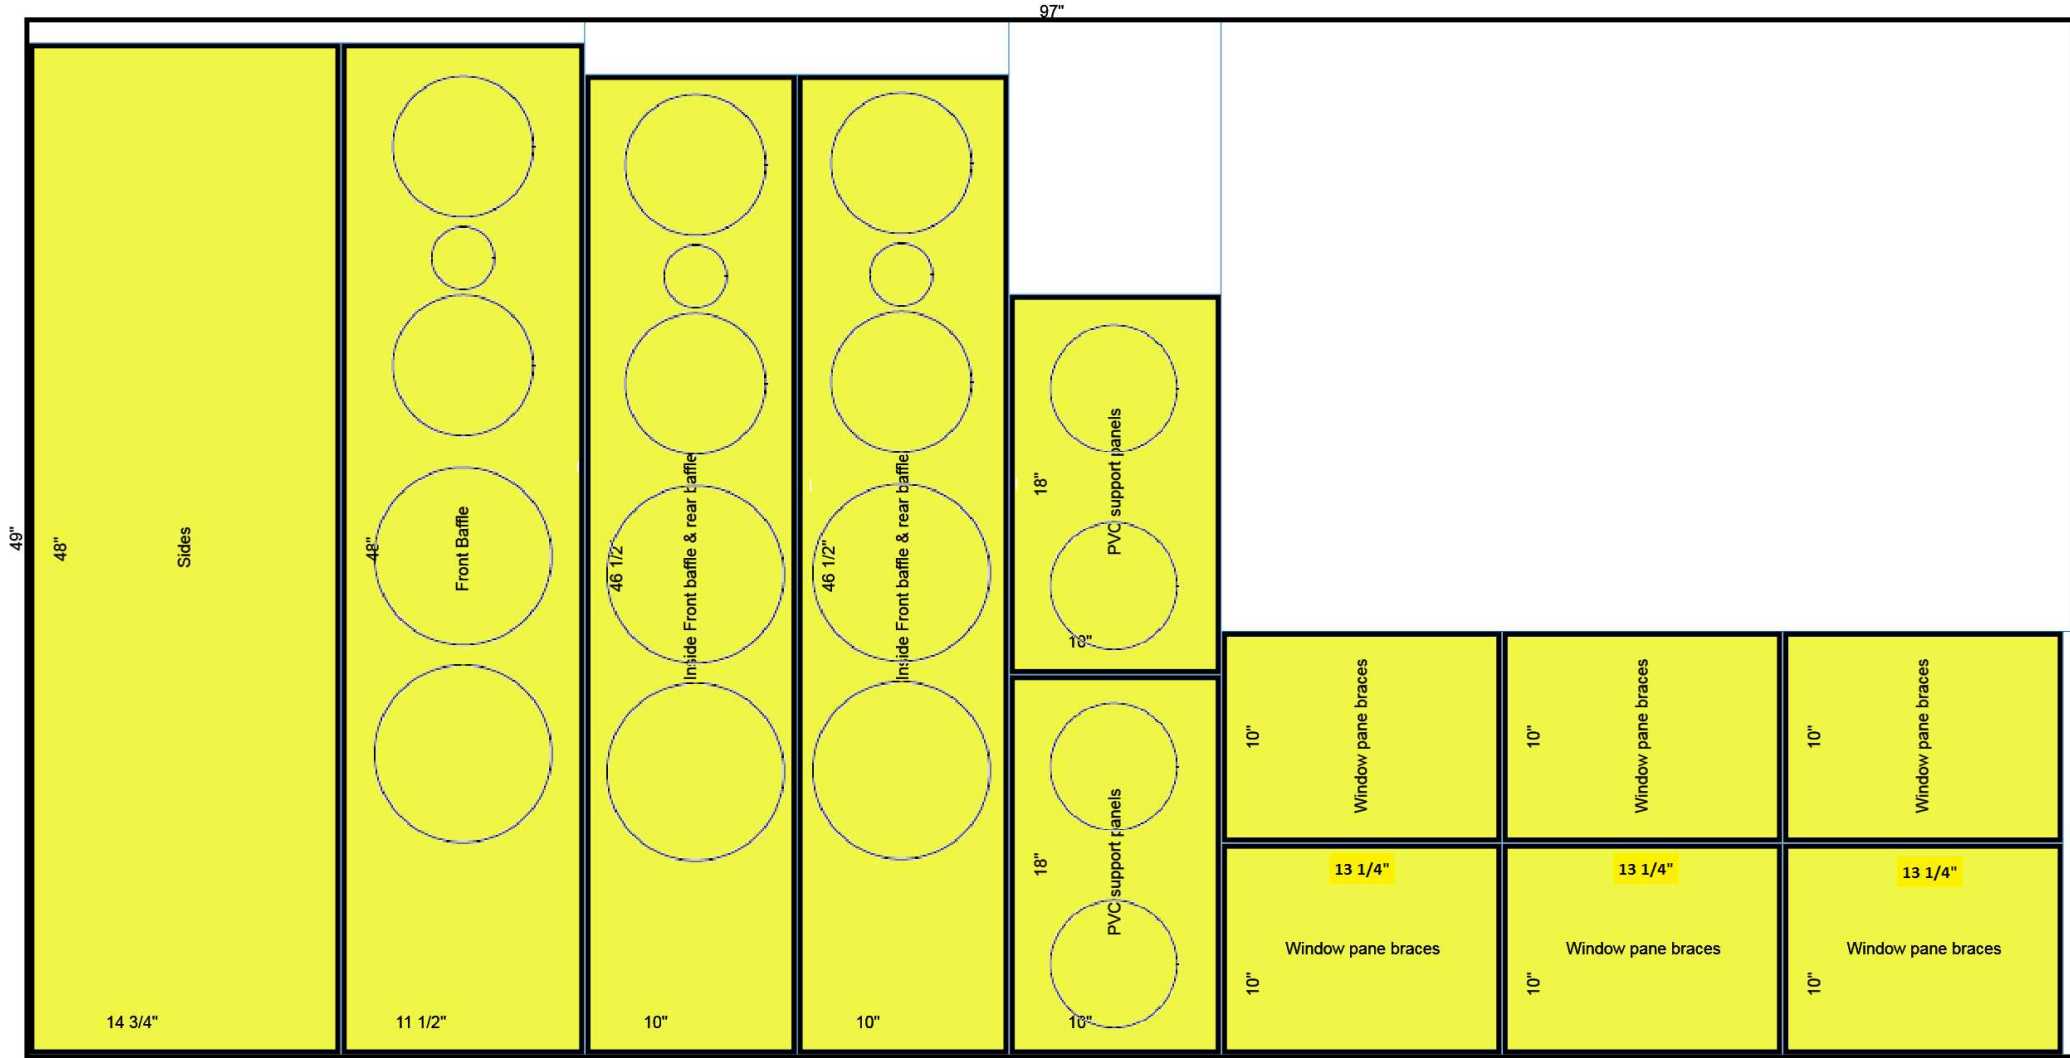 97"
49"
48"
Sides
14 3/4"
48"
Front Baffle
11 1/2"
46 1/2"
Inside Front baffle & rear baffle
10"
46 1/2"
Inside Front baffle & rear baffle
10"
18"
PVC support panels
10"
18"
PVC support panels
10"
10"
Window pane braces
10"
Window pane braces
10"
Window pane braces
13 1/4"
Window pane braces
10"
13 1/4"
Window pane braces
10"
13 1/4"
Window pane braces
10"